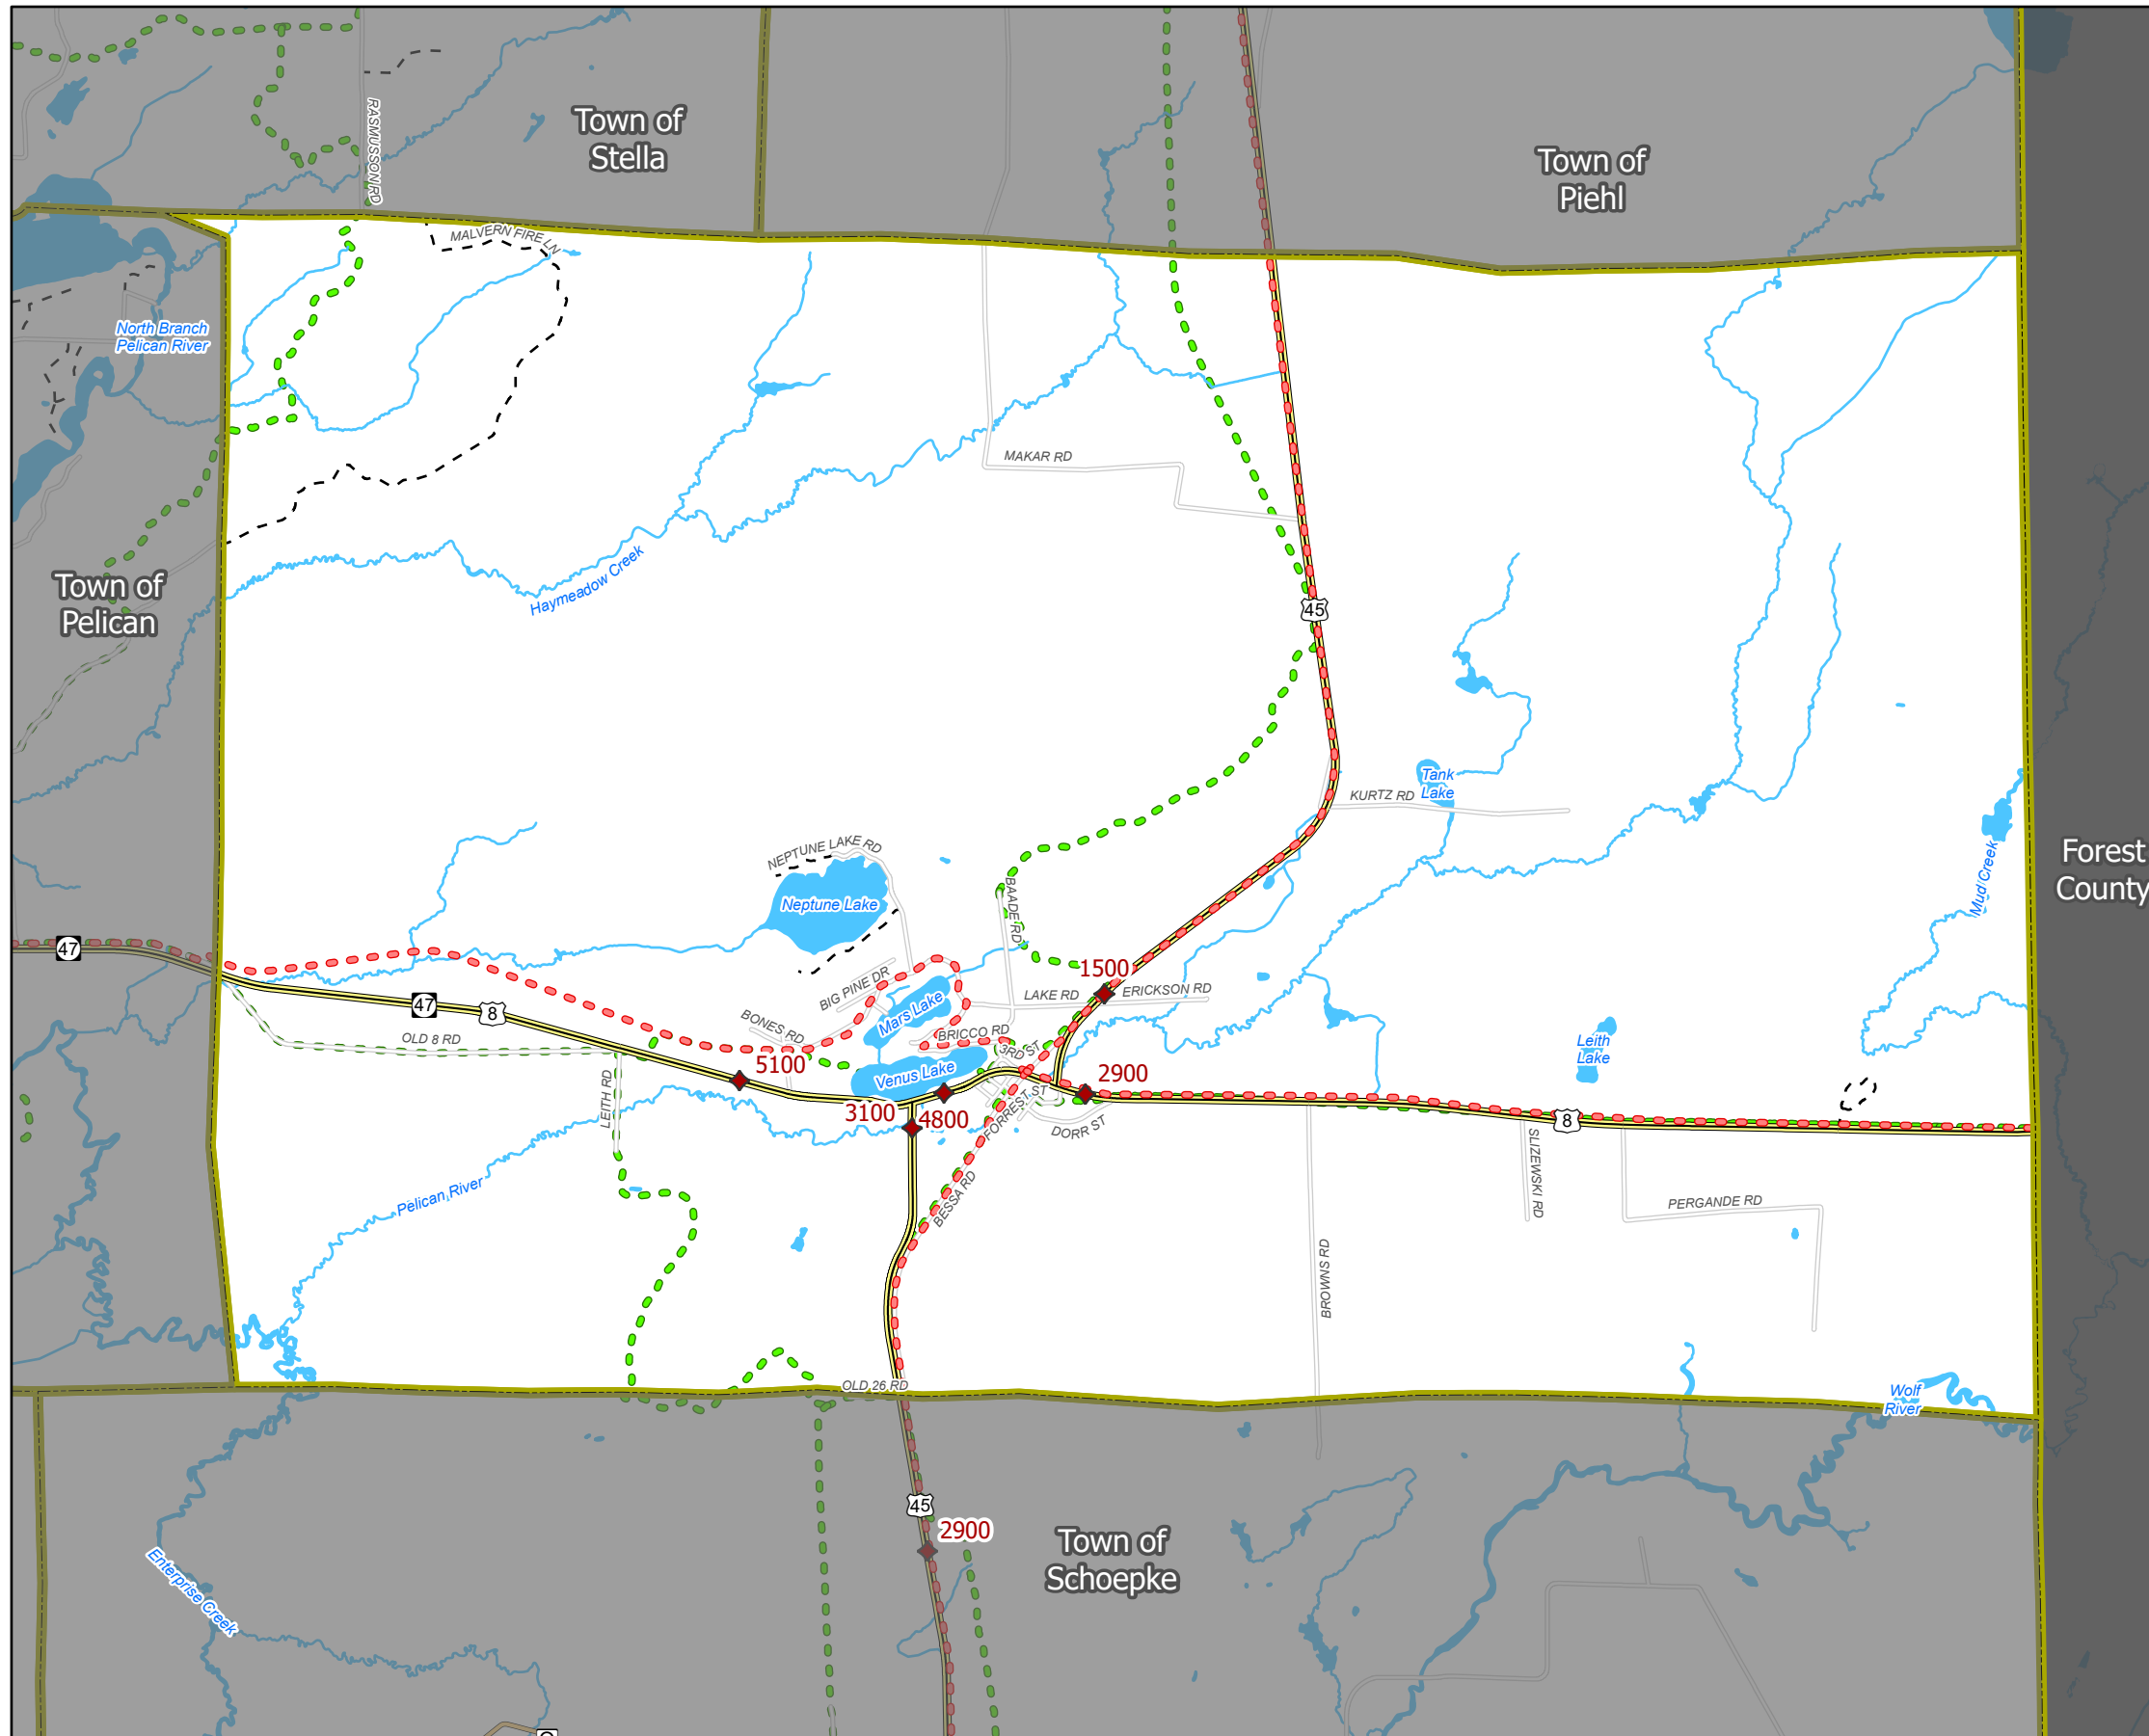 RASMUSSON RD
Town of
Stella
Town of
Piehl
MALVERN FIRE LN
North Branch
Pelican River
MAKAR RD
Haymeadow Creek
Town of
Pelican
45
Tank
Lake
KURTZ RD
NEPTUNE LAKE RD
Neptune Lake
BAADE RD
Mud Creek
Forest
County
47
1500
BIG PINE DR
LAKE RD
ERICKSON RD
47
8
Mars Lake
BONES RD
BRICCO RD
OLD 8 RD
3RD ST
Leith
Lake
5100
Venus Lake
2900
LEITH RD
3100
4800
FORREST ST
DORR ST
8
SLIZEWSKI RD
PERGANDE RD
Pelican River
BESSA RD
BROWNS RD
OLD 26 RD
Wolf
River
45
2900
Town of
Schoepke
Enterprise Creek